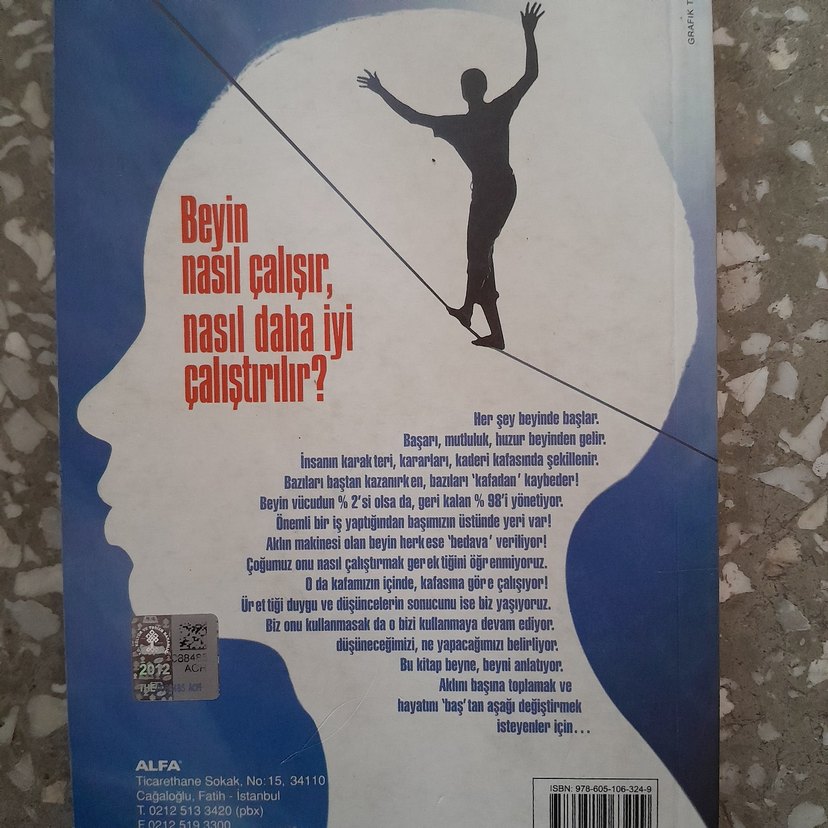 GRAFİK T
Beyin
nasıl çalışır,
nasıl daha iyi
çalıştırılır?
Her şey beyinde başlar.
Başarı, mutluluk, huzur beyinden gelir.
İnsanın karakteri, kararları, kaderi kafasında şekillenir.
Bazıları baştan kazanırken, bazıları 'kafadan' kaybeder!
Beyin vücudun % 2'si olsa da, geri kalan % 98'i yönetiyor.
Önemli bir iş yaptığından başımızın üstünde yeri var!
Aklın makinesi olan beyin herkese 'bedava' veriliyor!
Çoğumuz onu nasıl çalıştırmak gerektiğini öğrenmiyoruz.
O da kafamızın içinde, kafasına göre çalışıyor!
Ürettiği duygu ve düşüncelerin sonucunu ise biz yaşıyoruz.
Biz onu kullanmasak da o bizi kullanmaya devam ediyor.
düşüneceğimizi, ne yapacağımızı belirliyor.
Bu kitap beyne, beyni anlatıyor.
Aklını başına toplamak ve
hayatını 'baş'tan aşağı değiştirmek
isteyenler için...
2012
ACR
ALFA
Ticarethane Sokak, No: 15, 34110
Cağaloğlu, Fatih - İstanbul
T. 0212 513 3420 (pbx)
F 0212 519 3300
ISBN: 978-605-106-324-9